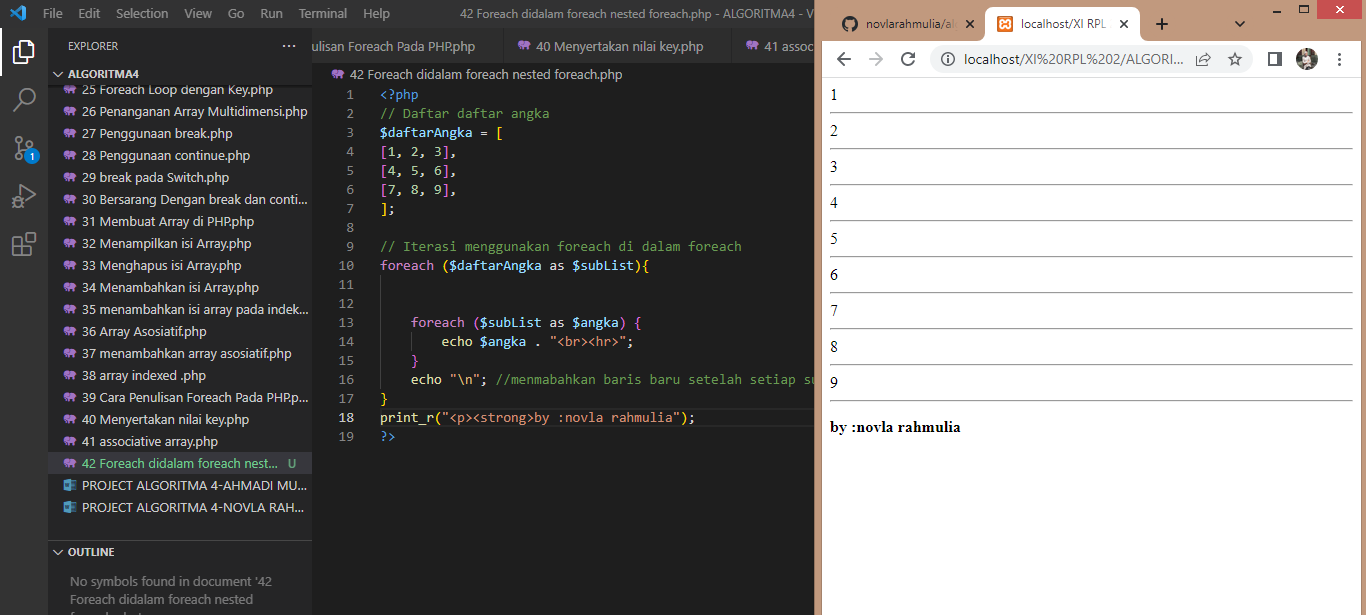 File Edit Selection View Go Run Terminal Help
42 Foreach didalam foreach nested foreach.php - ALGORITMA4 - V
EXPLORER ...
ALGORITMA4
25 Foreach Loop dengan Key.php
26 Penanganan Array Multidimensi.php
27 Penggunaan break.php
28 Penggunaan continue.php
29 break pada Switch.php
30 Bersarang Dengan break dan conti...
31 Membuat Array di PHP.php
32 Menampilkan isi Array.php
33 Menghapus isi Array.php
34 Menambahkan isi Array.php
35 menambahkan isi array pada indek...
36 Array Asosiatif.php
37 menambahkan array asosiatif.php
38 array indexed .php
39 Cara Penulisan Foreach Pada PHP.p...
40 Menyertakan nilai key.php
41 associative array.php
42 Foreach didalam foreach nest... U
PROJECT ALGORITMA 4-AHMADI MU...
PROJECT ALGORITMA 4-NOVLA RAH...
OUTLINE
No symbols found in document '42
Foreach didalam foreach nested
1
ulisan Foreach Pada PHP.php
40 Menyertakan nilai key.php
41 assoc
42 Foreach didalam foreach nested foreach.php
1 <?php
2 // Daftar daftar angka
3 $daftarAngka = [
4 [1, 2, 3],
5 [4, 5, 6],
6 [7, 8, 9],
7 ];
8
9 // Iterasi menggunakan foreach di dalam foreach
10 foreach ($daftarAngka as $subList){
11
12
13 foreach ($subList as $angka) {
14 echo $angka . "<br><hr>";
15 }
16 echo "\n"; //menmabahkan baris baru setelah setiap su
17 }
18 print_r("<p><strong>by :novla rahmulia");
19 ?>
novlarahmulia/al
localhost/XI RPL
localhost/XI%20RPL%202/ALGORI...
1
2
3
4
5
6
7
8
9
by :novla rahmulia